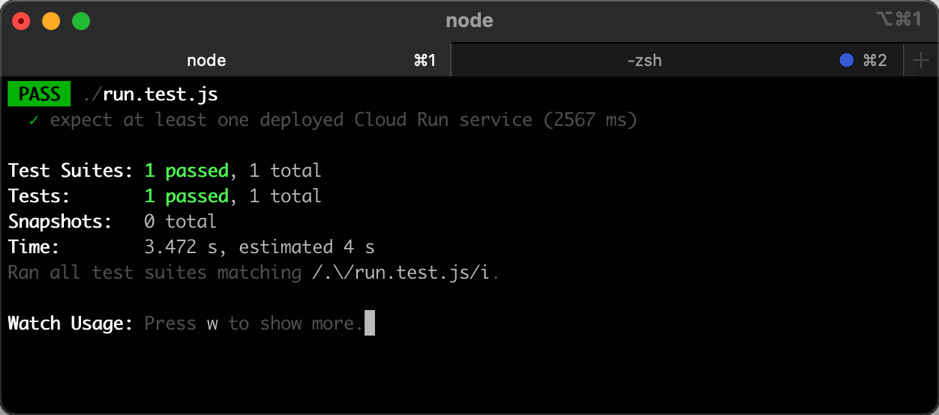 node
⌥⌘1
node ⌘1 -zsh ⌘2 +
PASS ./run.test.js
✓ expect at least one deployed Cloud Run service (2567 ms)
Test Suites: 1 passed, 1 total
Tests: 1 passed, 1 total
Snapshots: 0 total
Time: 3.472 s, estimated 4 s
Ran all test suites matching /.\/run.test.js/i.
Watch Usage: Press w to show more.